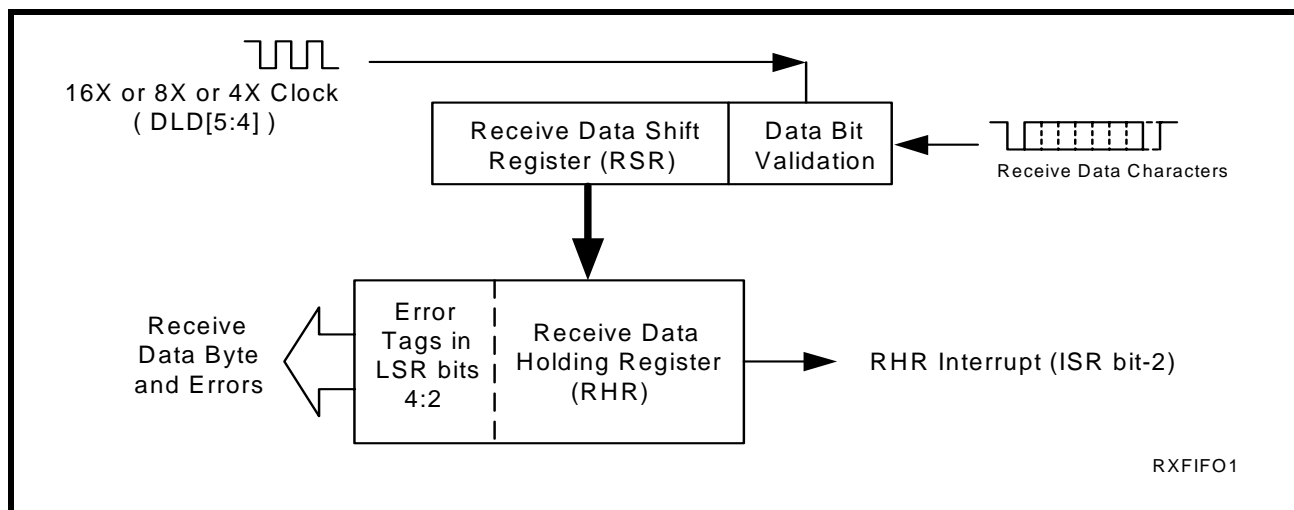 16X or 8X or 4X Clock
( DLD[5:4] )
Receive Data Shift
Register (RSR)
Data Bit
Validation
Receive Data Characters
Receive
Data Byte
and Errors
Error
Tags in
LSR bits
4:2
Receive Data
Holding Register
(RHR)
RHR Interrupt (ISR bit-2)
RXFIFO1